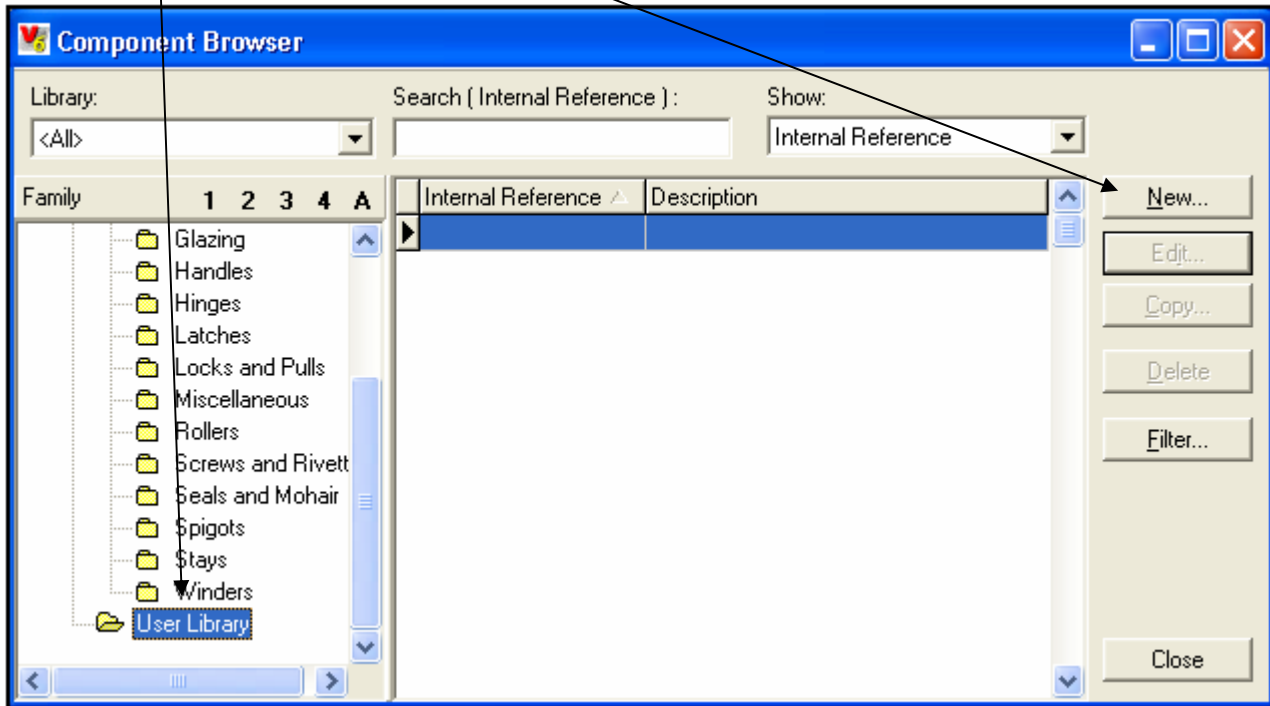 Component Browser
Library: Search ( Internal Reference ) : Show:
<All> Internal Reference
Family 1 2 3 4 A Internal Reference Description New...
Glazing
Handles Edit...
Hinges Copy...
Latches
Locks and Pulls Delete
Miscellaneous
Rollers Filter...
Screws and Rivett
Seals and Mohair
Spigots
Stays
Winders
User Library
Close